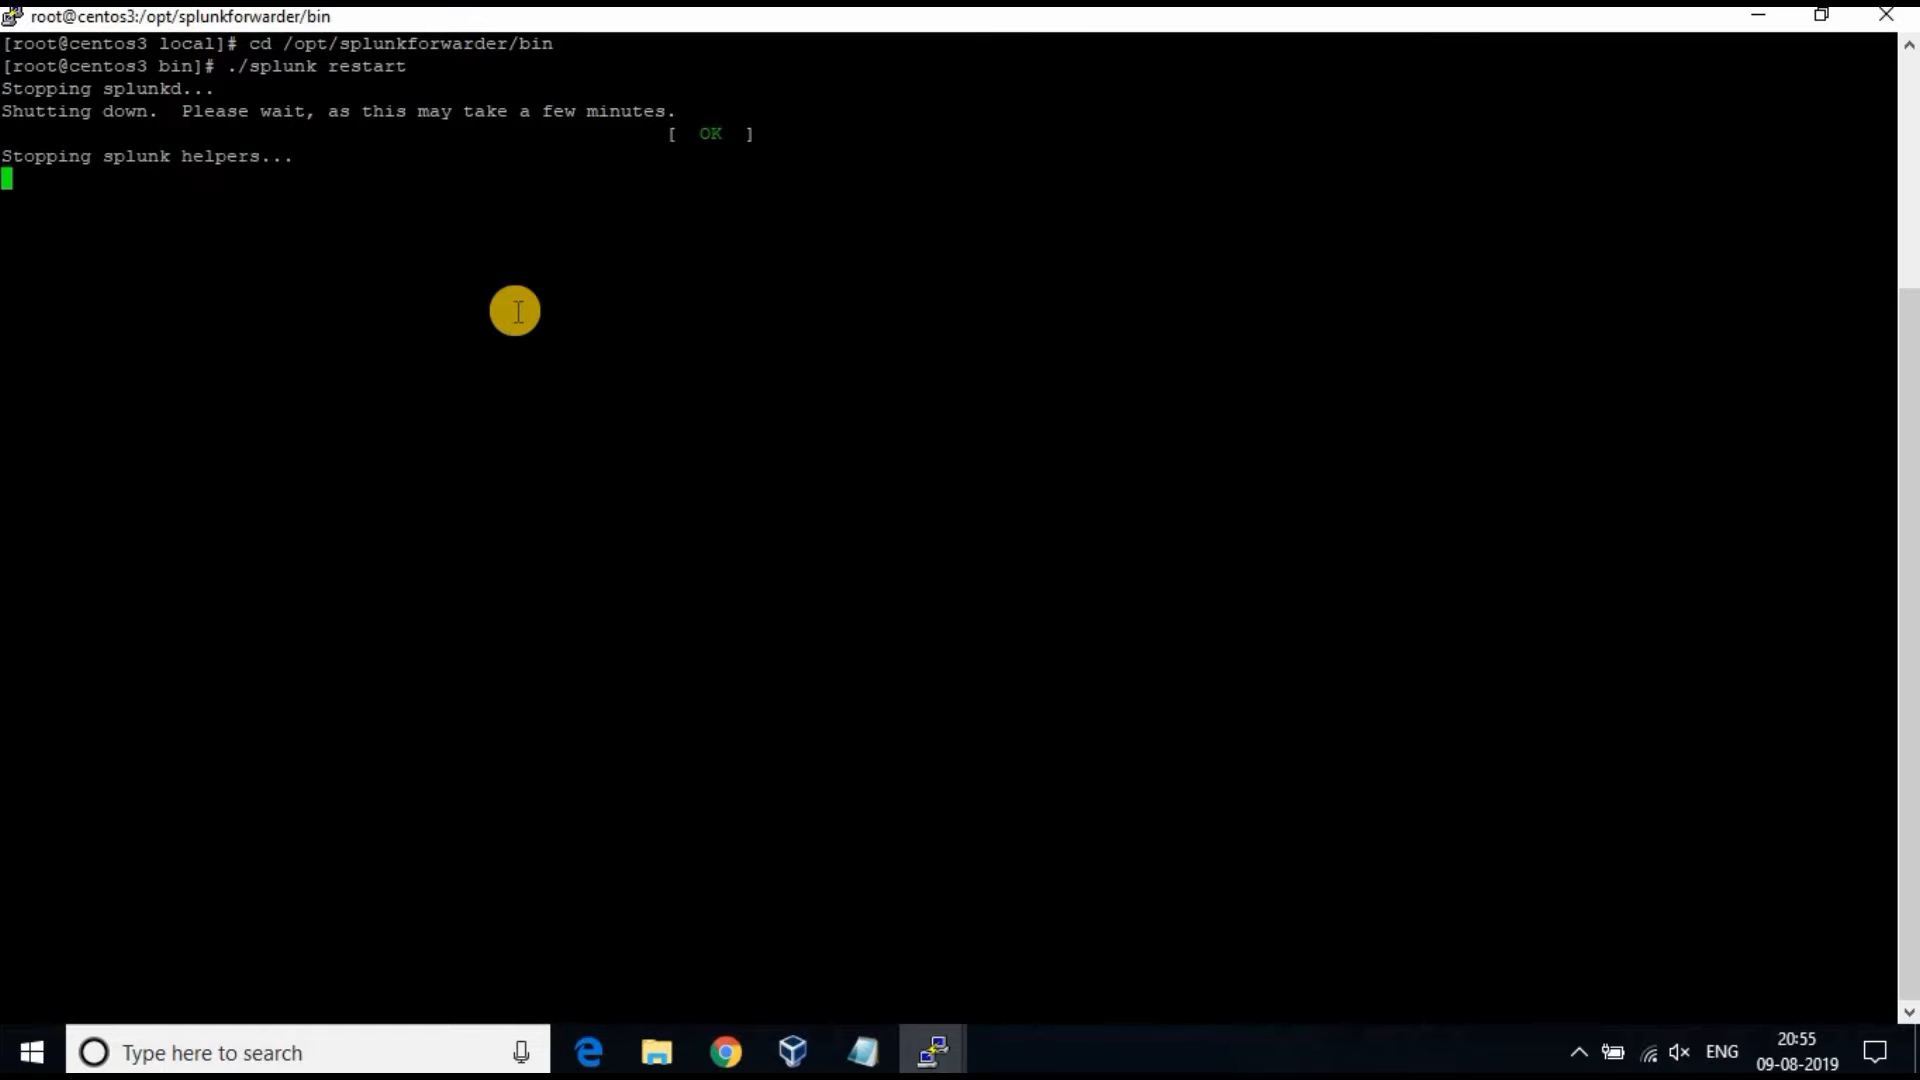 root@centos3:/opt/splunkforwarder/bin
[root@centos3 local]# cd /opt/splunkforwarder/bin
[root@centos3 bin]# ./splunk restart
Stopping splunkd...
Shutting down.  Please wait, as this may take a few minutes.
[  OK  ]
Stopping splunk helpers...
Type here to search
ENG
20:55
09-08-2019